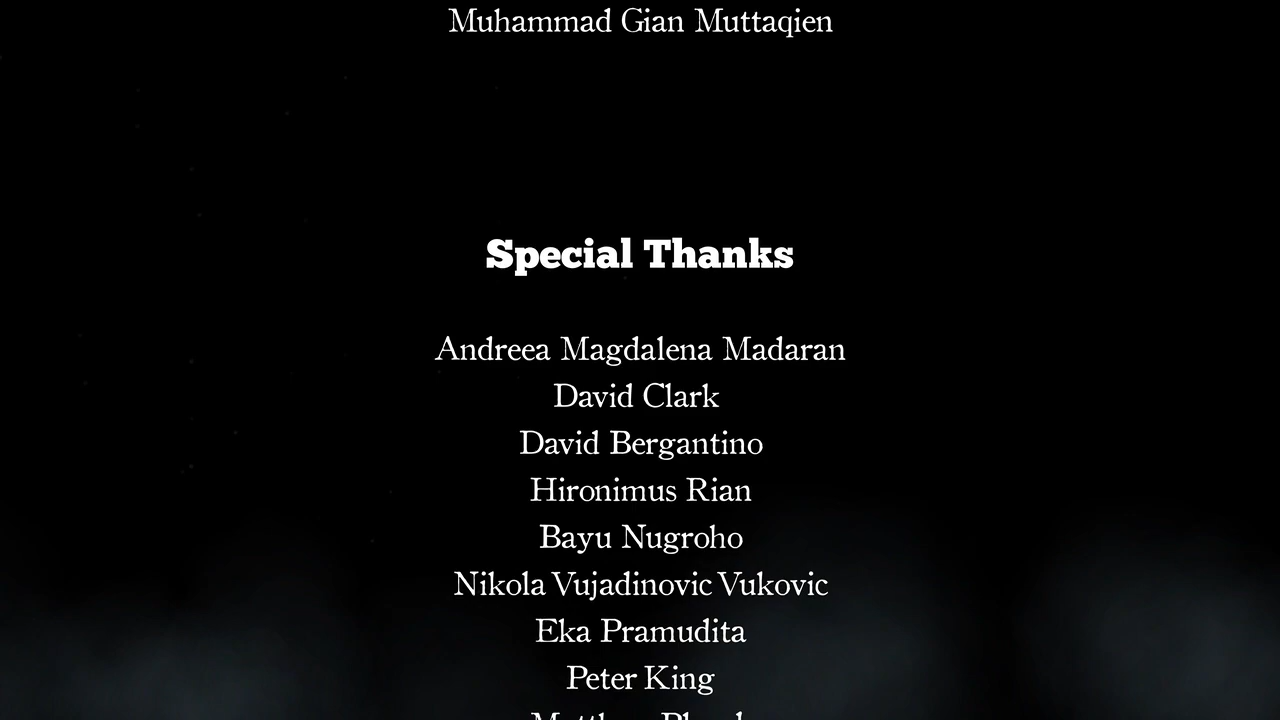 Muhammad Gian Muttaqien
Special Thanks
Andreea Magdalena Madaran
David Clark
David Bergantino
Hironimus Rian
Bayu Nugroho
Nikola Vujadinovic Vukovic
Eka Pramudita
Peter King